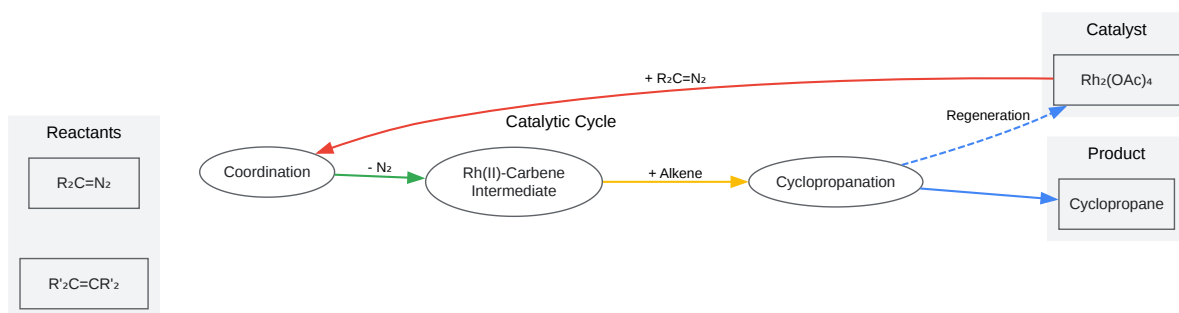 Reactants
R₂C=N₂
R'₂C=CR'₂
Catalytic Cycle
+ R₂C=N₂
Coordination
- N₂
Rh(II)-Carbene
Intermediate
+ Alkene
Cyclopropanation
Regeneration
Catalyst
Rh₂(OAc)₄
Product
Cyclopropane